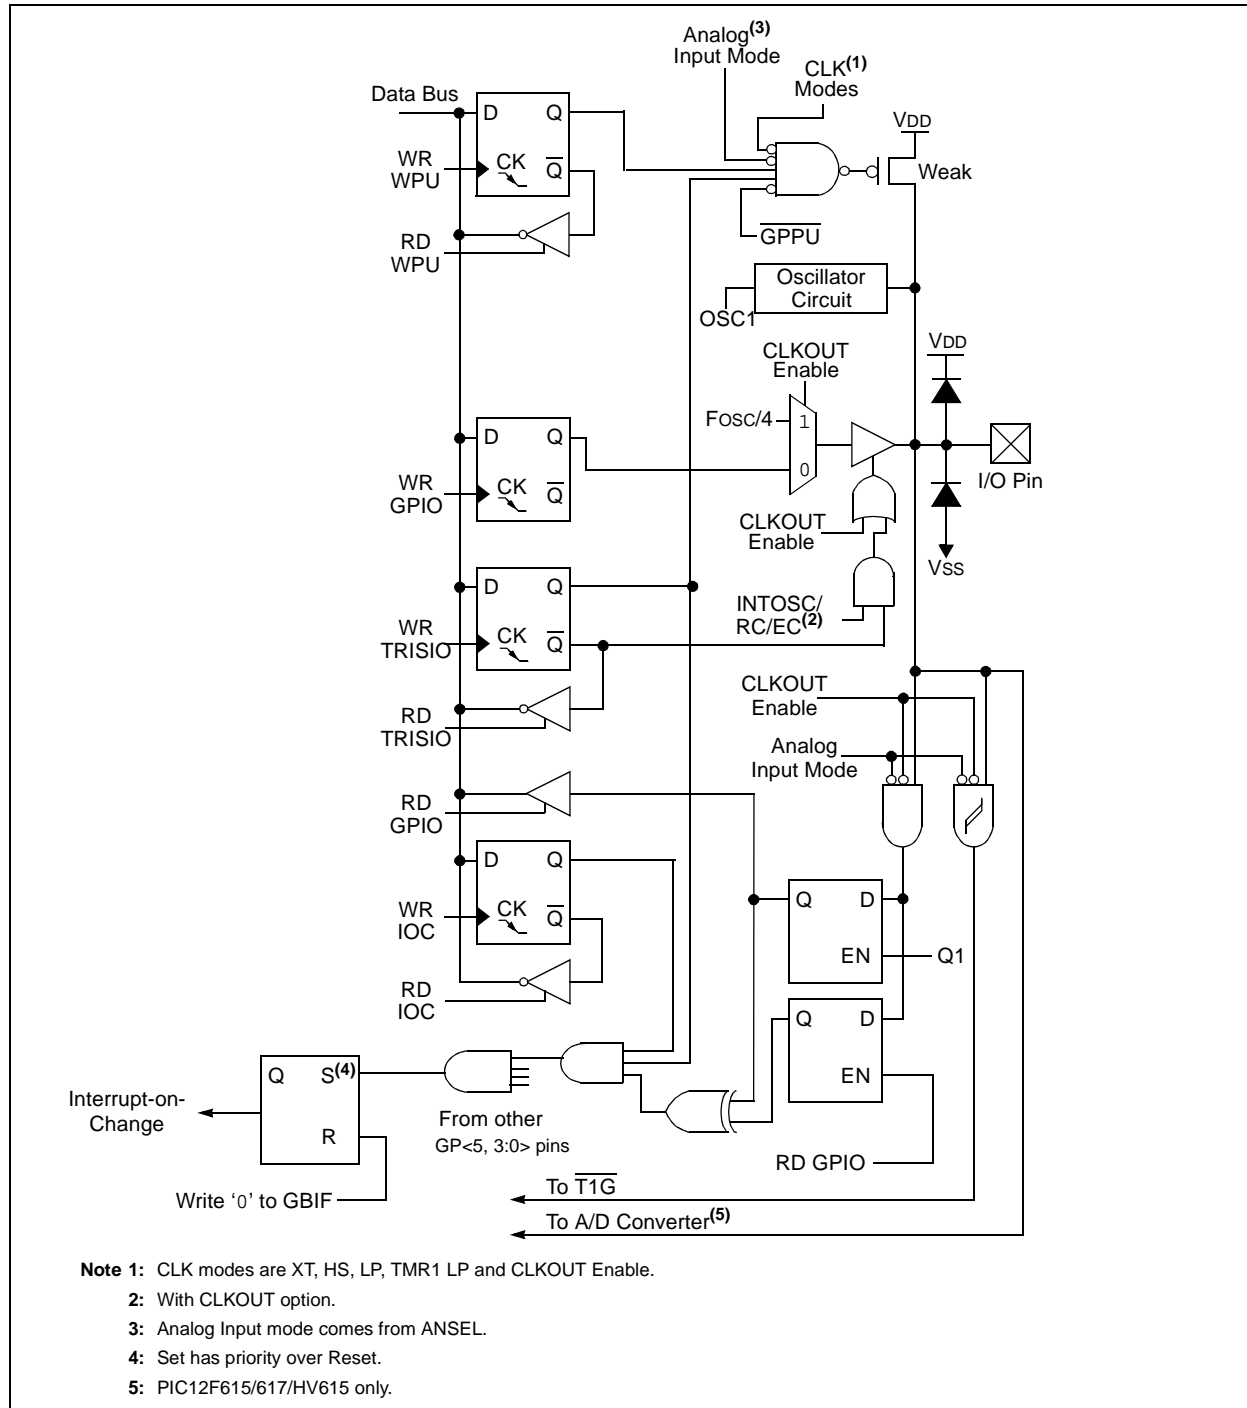 Analog(3)
Input Mode
CLK(1)
Modes
Data Bus
D
Q
VDD
WR
WPU
CK
Q
Weak
RD
WPU
GPPU
Oscillator
Circuit
OSC1
CLKOUT
Enable
VDD
FOSC/4
1
0
D
Q
WR
GPIO
CK
Q
I/O Pin
CLKOUT
Enable
VSS
D
Q
INTOSC/
RC/EC(2)
WR
TRISIO
CK
Q
CLKOUT
Enable
RD
TRISIO
Analog
Input Mode
RD
GPIO
D
Q
WR
IOC
CK
Q
Q
D
EN
Q1
RD
IOC
Q
D
EN
Q
S(4)
R
Interrupt-on-
Change
From other
GP<5, 3:0> pins
RD GPIO
Write ‘0’ to GBIF
To T1G
To A/D Converter(5)
Note 1: CLK modes are XT, HS, LP, TMR1 LP and CLKOUT Enable.
2: With CLKOUT option.
3: Analog Input mode comes from ANSEL.
4: Set has priority over Reset.
5: PIC12F615/617/HV615 only.